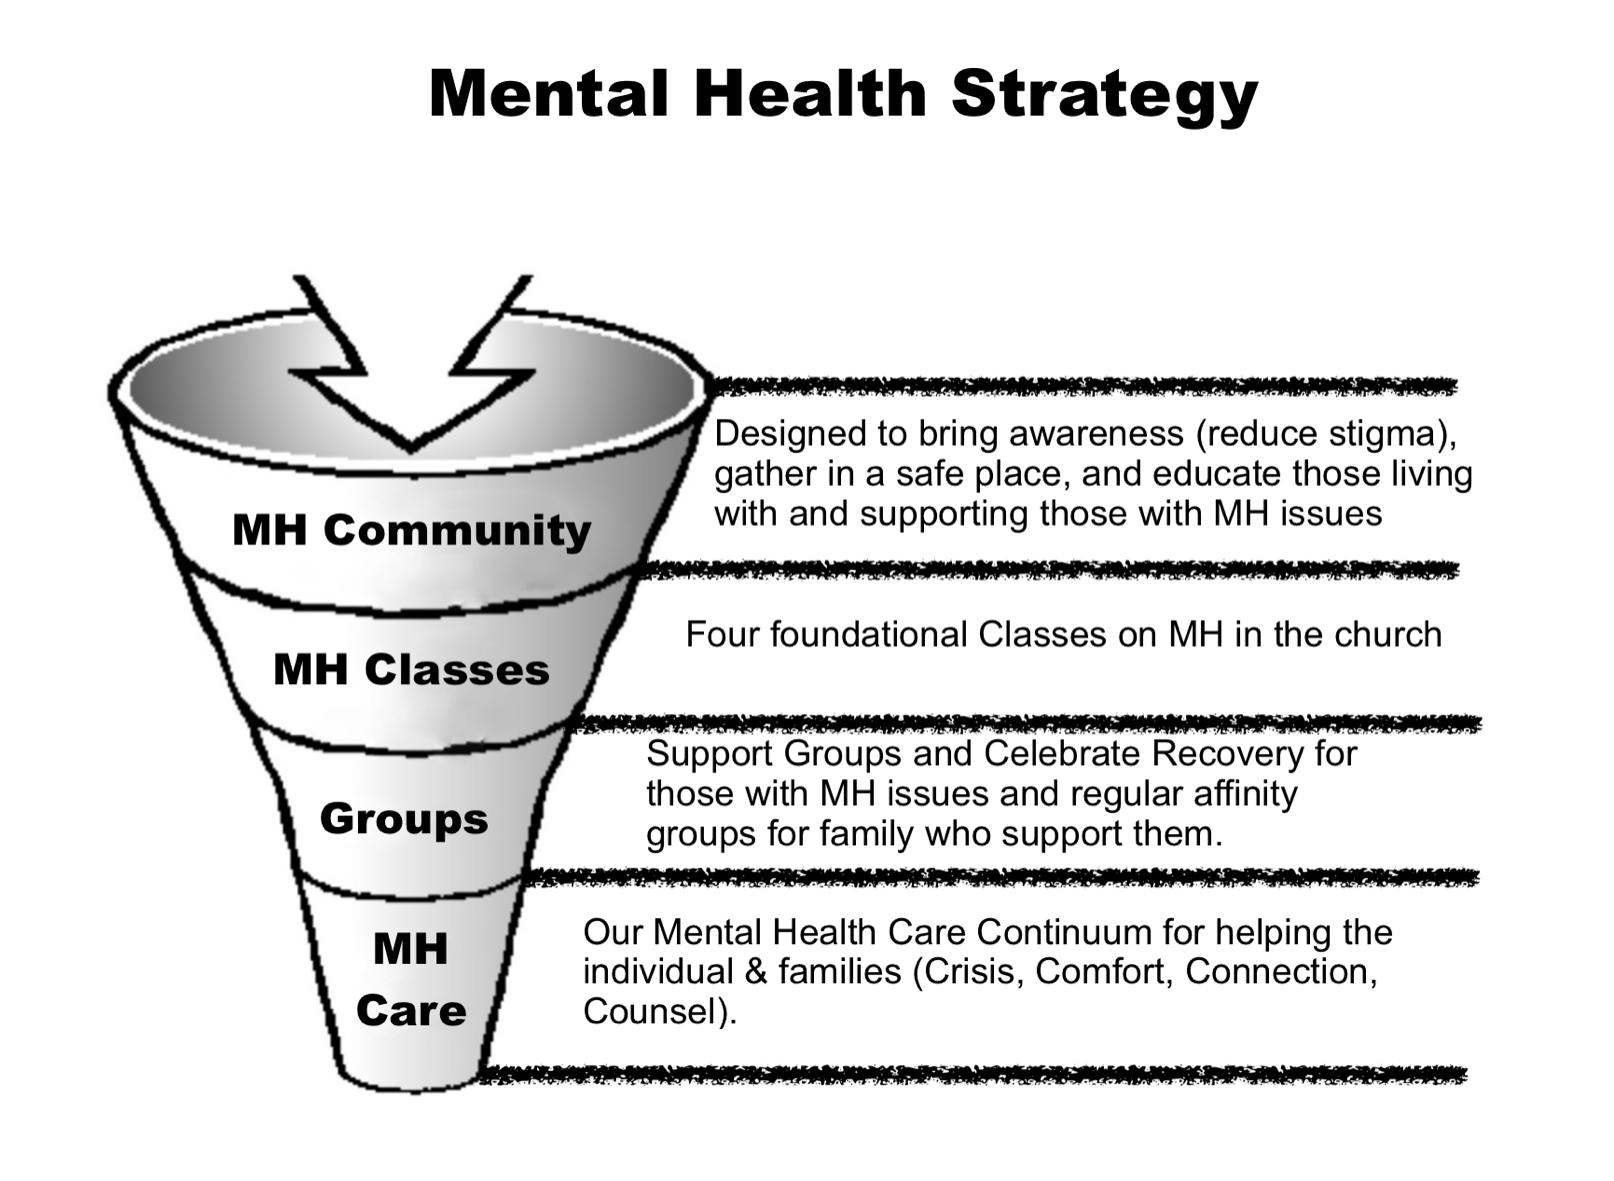 Mental Health Strategy
MH Community
Designed to bring awareness (reduce stigma),
gather in a safe place, and educate those living
with and supporting those with MH issues
MH Classes
Four foundational Classes on MH in the church
Groups
Support Groups and Celebrate Recovery for
those with MH issues and regular affinity
groups for family who support them.
MH
Care
Our Mental Health Care Continuum for helping the
individual & families (Crisis, Comfort, Connection,
Counsel).